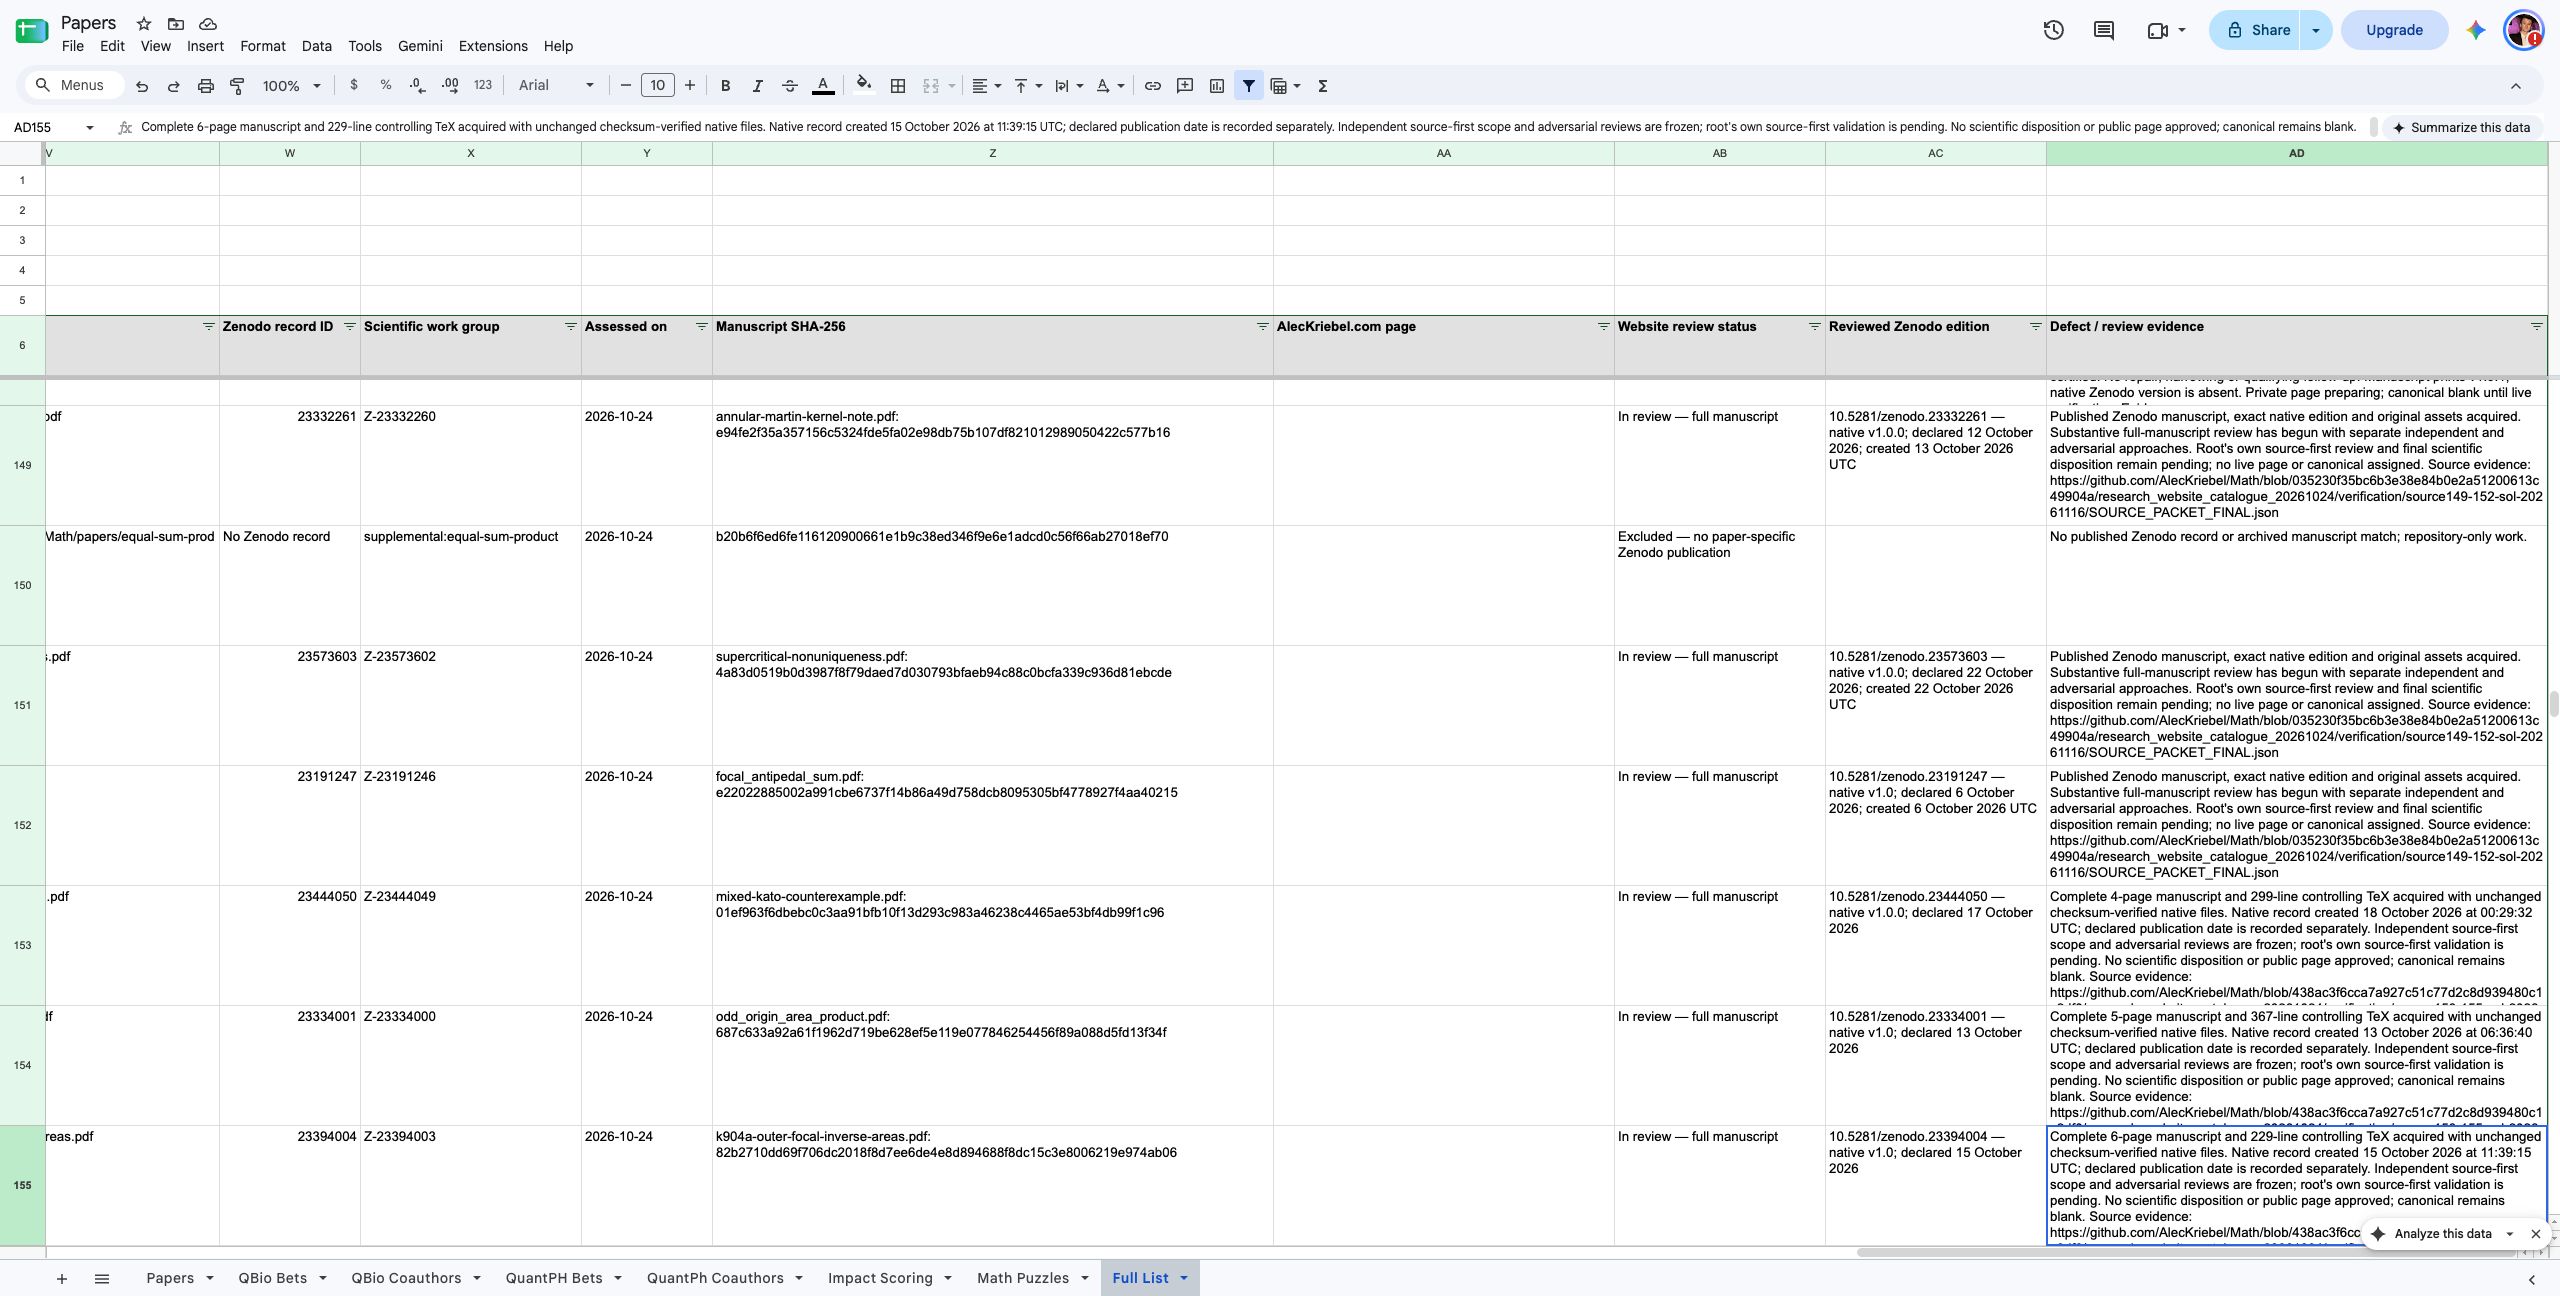 Papers
File Edit View Insert Format Data Tools Gemini Extensions Help
Share
Upgrade
Menus
100%
$ % .0 .00 123
Arial
10
AD155
Complete 6-page manuscript and 229-line controlling TeX acquired with unchanged checksum-verified native files. Native record created 15 October 2026 at 11:39:15 UTC; declared publication date is recorded separately. Independent source-first scope and adversarial reviews are frozen; root's own source-first validation is pending. No scientific disposition or public page approved; canonical remains blank.
Summarize this data
V W X Y Z AA AB AC AD
1
2
3
4
5
6
Zenodo record ID
Scientific work group
Assessed on
Manuscript SHA-256
AlecKriebel.com page
Website review status
Reviewed Zenodo edition
Defect / review evidence
native Zenodo version is absent. Private page preparing; canonical blank until live
149
23332261
Z-23332260
2026-10-24
annular-martin-kernel-note.pdf:
e94fe2f35a357156c5324fde5fa02e98db75b107df821012989050422c577b16
In review — full manuscript
10.5281/zenodo.23332261 —
native v1.0.0; declared 12 October
2026; created 13 October 2026
UTC
Published Zenodo manuscript, exact native edition and original assets acquired.
Substantive full-manuscript review has begun with separate independent and
adversarial approaches. Root's own source-first review and final scientific
disposition remain pending; no live page or canonical assigned. Source evidence:
https://github.com/AlecKriebel/Math/blob/035230f35bc6b3e38e84b0e2a51200613c
49904a/research_website_catalogue_20261024/verification/source149-152-sol-202
61116/SOURCE_PACKET_FINAL.json
150
Math/papers/equal-sum-prod
No Zenodo record
supplemental:equal-sum-product
2026-10-24
b20b6f6ed6fe116120900661e1b9c38ed346f9e6e1adcd0c56f66ab27018ef70
Excluded — no paper-specific
Zenodo publication
No published Zenodo record or archived manuscript match; repository-only work.
151
s.pdf
23573603
Z-23573602
2026-10-24
supercritical-nonuniqueness.pdf:
4a83d0519b0d3987f8f79daed7d030793bfaeb94c88c0bcfa339c936d81ebcde
In review — full manuscript
10.5281/zenodo.23573603 —
native v1.0.0; declared 22 October
2026; created 22 October 2026
UTC
Published Zenodo manuscript, exact native edition and original assets acquired.
Substantive full-manuscript review has begun with separate independent and
adversarial approaches. Root's own source-first review and final scientific
disposition remain pending; no live page or canonical assigned. Source evidence:
https://github.com/AlecKriebel/Math/blob/035230f35bc6b3e38e84b0e2a51200613c
49904a/research_website_catalogue_20261024/verification/source149-152-sol-202
61116/SOURCE_PACKET_FINAL.json
152
23191247
Z-23191246
2026-10-24
focal_antipedal_sum.pdf:
e22022885002a991cbe6737f14b86a49d758dcb8095305bf4778927f4aa40215
In review — full manuscript
10.5281/zenodo.23191247 —
native v1.0; declared 6 October
2026; created 6 October 2026 UTC
Published Zenodo manuscript, exact native edition and original assets acquired.
Substantive full-manuscript review has begun with separate independent and
adversarial approaches. Root's own source-first review and final scientific
disposition remain pending; no live page or canonical assigned. Source evidence:
https://github.com/AlecKriebel/Math/blob/035230f35bc6b3e38e84b0e2a51200613c
49904a/research_website_catalogue_20261024/verification/source149-152-sol-202
61116/SOURCE_PACKET_FINAL.json
153
.pdf
23444050
Z-23444049
2026-10-24
mixed-kato-counterexample.pdf:
01ef963f6dbebc0c3aa91bfb10f13d293c983a46238c4465ae53bf4db99f1c96
In review — full manuscript
10.5281/zenodo.23444050 —
native v1.0.0; declared 17 October
2026
Complete 4-page manuscript and 299-line controlling TeX acquired with unchanged
checksum-verified native files. Native record created 18 October 2026 at 00:29:32
UTC; declared publication date is recorded separately. Independent source-first
scope and adversarial reviews are frozen; root's own source-first validation is
pending. No scientific disposition or public page approved; canonical remains
blank. Source evidence:
https://github.com/AlecKriebel/Math/blob/438ac3f6cca7a927c51c77d2c8d939480c1
154
23334001
Z-23334000
2026-10-24
odd_origin_area_product.pdf:
687c633a92a61f1962d719be628ef5e119e077846254456f89a088d5fd13f34f
In review — full manuscript
10.5281/zenodo.23334001 —
native v1.0; declared 13 October
2026
Complete 5-page manuscript and 367-line controlling TeX acquired with unchanged
checksum-verified native files. Native record created 13 October 2026 at 06:36:40
UTC; declared publication date is recorded separately. Independent source-first
scope and adversarial reviews are frozen; root's own source-first validation is
pending. No scientific disposition or public page approved; canonical remains
blank. Source evidence:
https://github.com/AlecKriebel/Math/blob/438ac3f6cca7a927c51c77d2c8d939480c1
155
reas.pdf
23394004
Z-23394003
2026-10-24
k904a-outer-focal-inverse-areas.pdf:
82b2710dd69f706dc2018f8d7ee6de4e8d894688f8dc15c3e8006219e974ab06
In review — full manuscript
10.5281/zenodo.23394004 —
native v1.0; declared 15 October
2026
Complete 6-page manuscript and 229-line controlling TeX acquired with unchanged
checksum-verified native files. Native record created 15 October 2026 at 11:39:15
UTC; declared publication date is recorded separately. Independent source-first
scope and adversarial reviews are frozen; root's own source-first validation is
pending. No scientific disposition or public page approved; canonical remains
blank. Source evidence:
https://github.com/AlecKriebel/Math/blob/438ac3f6cc
Analyze this data
Papers QBio Bets QBio Coauthors QuantPH Bets QuantPh Coauthors Impact Scoring Math Puzzles Full List